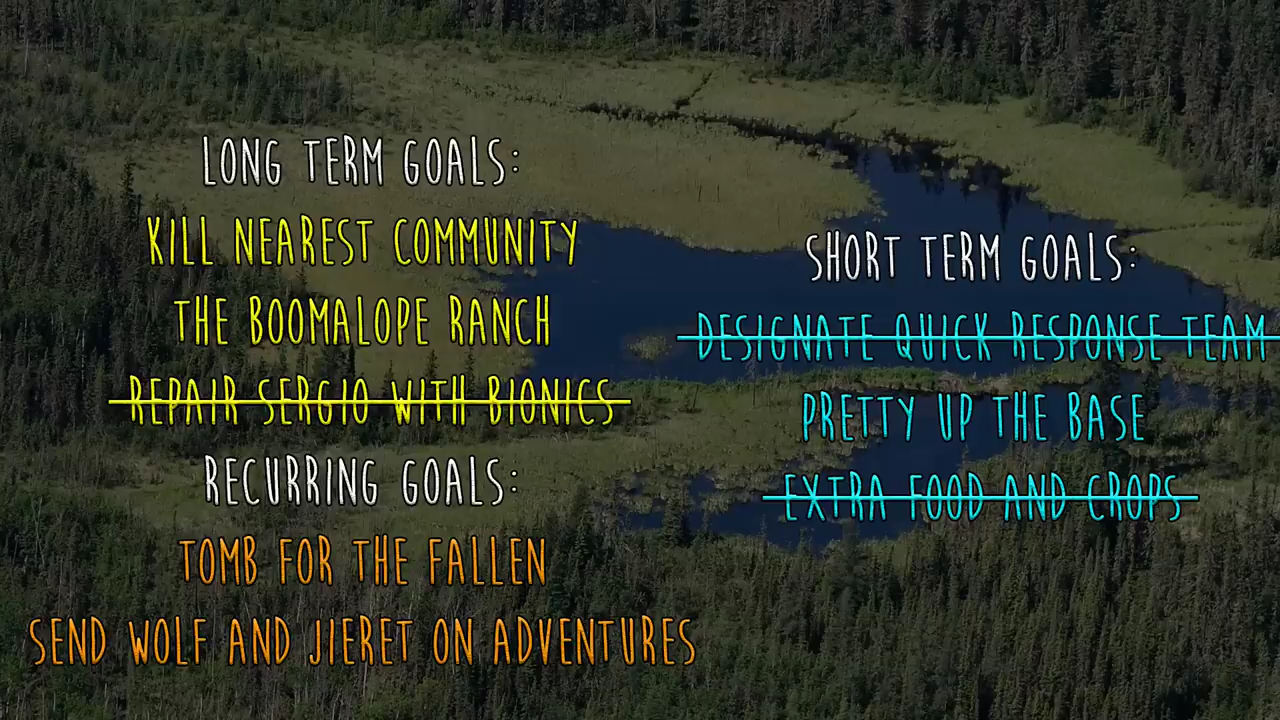 LONG TERM GOALS:
KILL NEAREST COMMUNITY
THE BOOMALOPE RANCH
REPAIR SERGIO WITH BIONICS
RECURRING GOALS:
TOMB FOR THE FALLEN
SEND WOLF AND JIERET ON ADVENTURES
SHORT TERM GOALS:
DESIGNATE QUICK RESPONSE TEAM
PRETTY UP THE BASE
EXTRA FOOD AND CROPS